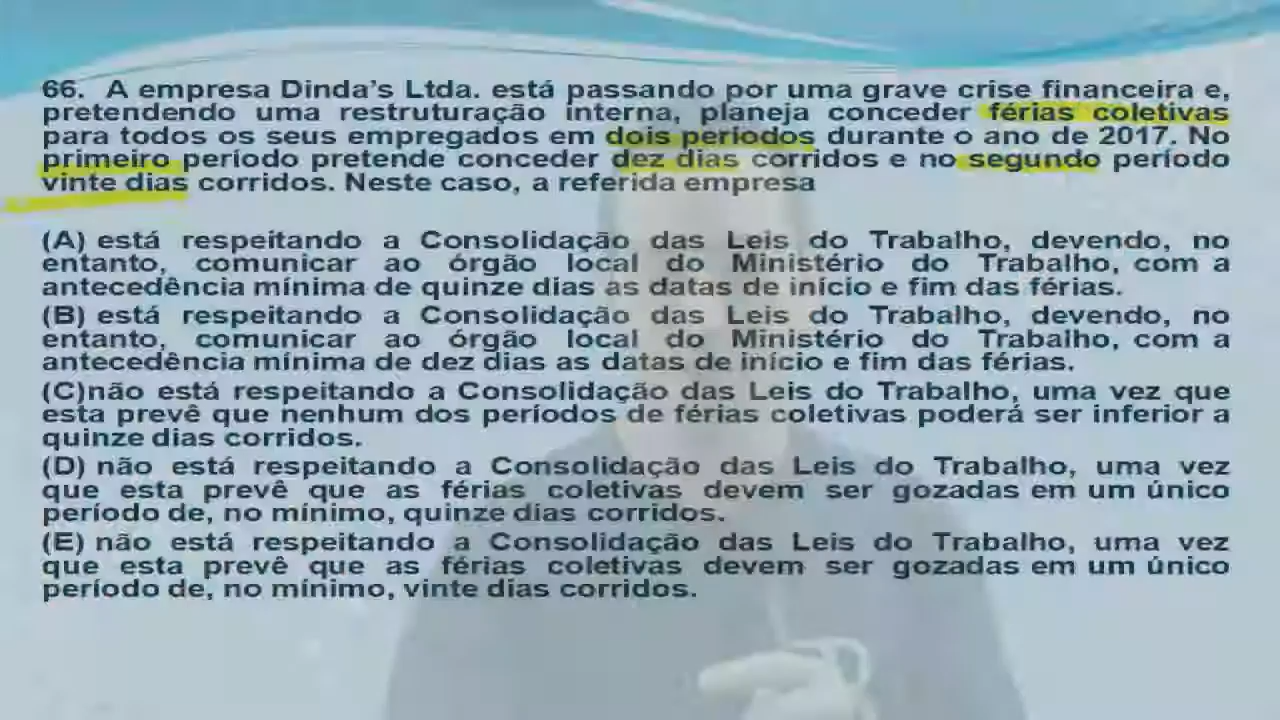 66. A empresa Dinda's Ltda. está passando por uma grave crise financeira e,
pretendendo uma restruturação interna, planeja conceder férias coletivas
para todos os seus empregados em dois períodos durante o ano de 2017. No
primeiro período pretende conceder dez dias corridos e no segundo período
vinte dias corridos. Neste caso, a referida empresa
(A) está respeitando a Consolidação das Leis do Trabalho, devendo, no
entanto, comunicar ao órgão local do Ministério do Trabalho, com a
antecedência mínima de quinze dias as datas de início e fim das férias.
(B) está respeitando a Consolidação das Leis do Trabalho, devendo, no
entanto, comunicar ao órgão local do Ministério do Trabalho, com a
antecedência mínima de dez dias as datas de início e fim das férias.
(C)não está respeitando a Consolidação das Leis do Trabalho, uma vez que
esta prevê que nenhum dos períodos de férias coletivas poderá ser inferior a
quinze dias corridos.
(D) não está respeitando a Consolidação das Leis do Trabalho, uma vez
que esta prevê que as férias coletivas devem ser gozadas em um único
período de, no mínimo, quinze dias corridos.
(E) não está respeitando a Consolidação das Leis do Trabalho, uma vez
que esta prevê que as férias coletivas devem ser gozadas em um único
período de, no mínimo, vinte dias corridos.